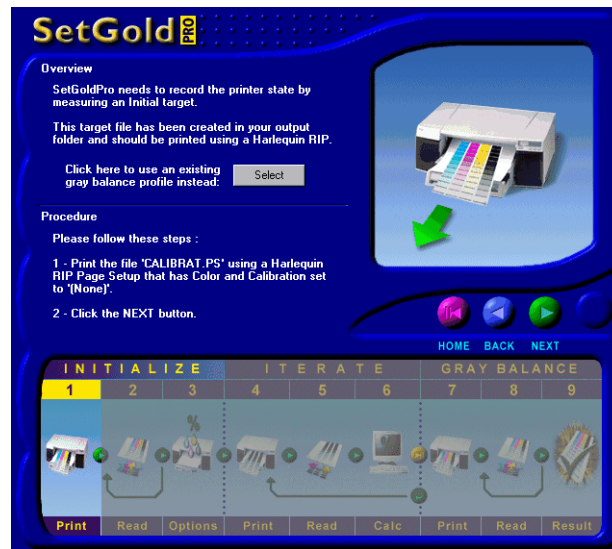 SetGold PRO
Overview
SetGoldPro needs to record the printer state by
measuring an Initial target.
This target file has been created in your output
folder and should be printed using a Harlequin RIP.
Click here to use an existing
gray balance profile instead:
Select
Procedure
Please follow these steps :
1 - Print the file 'CALIBRAT.PS' using a Harlequin
RIP Page Setup that has Color and Calibration set
to '(None)'.
2 - Click the NEXT button.
HOME BACK NEXT
INITIALIZE ITERATE GRAY BALANCE
1 2 3 4 5 6 7 8 9
%
Print Read Options Print Read Calc Print Read Result